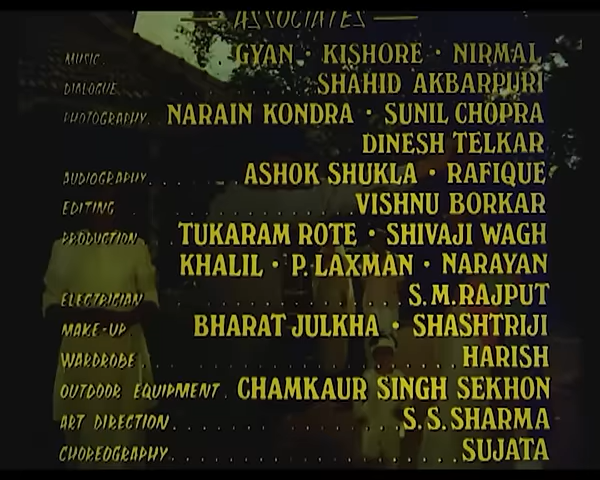 ASSOCIATES
MUSIC GYAN · KISHORE · NIRMAL
DIALOGUE SHAHID AKBARPURI
PHOTOGRAPHY NARAIN KONDRA · SUNIL CHOPRA
DINESH TELKAR
AUDIOGRAPHY ASHOK SHUKLA · RAFIQUE
EDITING VISHNU BORKAR
PRODUCTION TUKARAM ROTE · SHIVAJI WAGH
KHALIL · P. LAXMAN · NARAYAN
ELECTRICIAN S. M. RAJPUT
MAKE-UP BHARAT JULKHA · SHASHTRIJI
WARDROBE HARISH
OUTDOOR EQUIPMENT CHAMKAUR SINGH SEKHON
ART DIRECTION S. S. SHARMA
CHOREOGRAPHY SUJATA